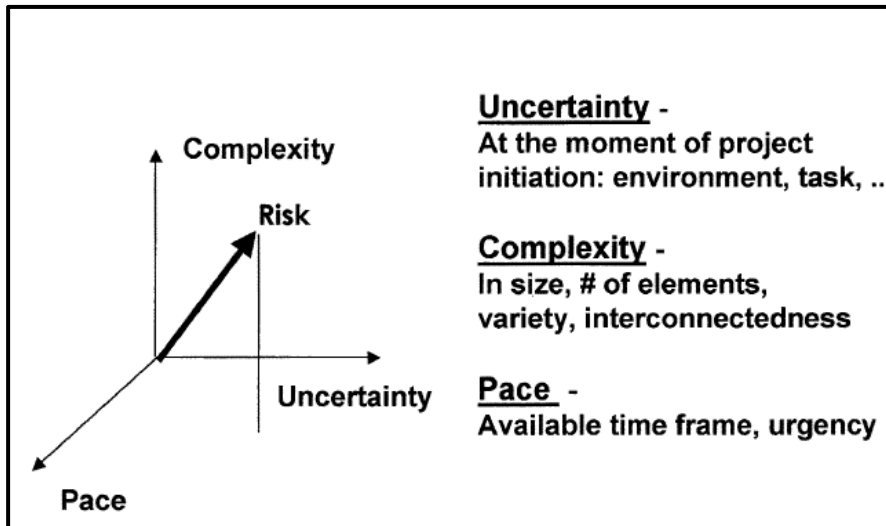 Complexity
Risk
Uncertainty
Pace
Uncertainty -
At the moment of project
initiation: environment, task, ..
Complexity -
In size, # of elements,
variety, interconnectedness
Pace -
Available time frame, urgency